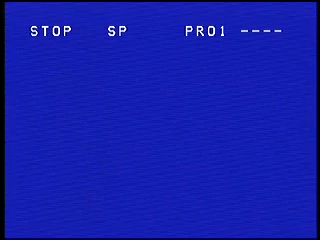 STOP SP PRO1 ----